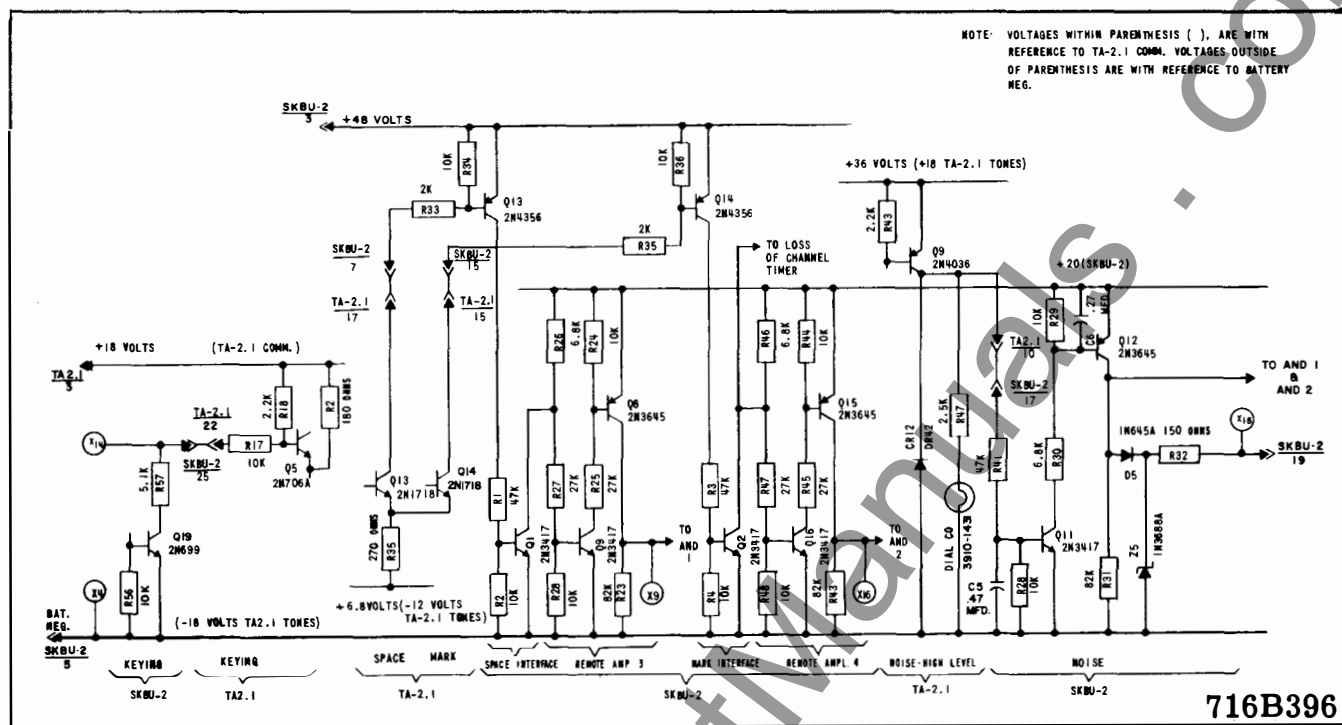 NOTE: VOLTAGES WITHIN PARENTHESIS ( ), ARE WITH
REFERENCE TO TA-2.1 COMM. VOLTAGES OUTSIDE
OF PARENTHESIS ARE WITH REFERENCE TO BATTERY
NEG.
SKBU-2
3
+48 VOLTS
10K
R34
Q13
2N4356
2K
R33
10K
R36
Q14
2N4356
2K
R35
+36 VOLTS (+18 TA-2.1 TONES)
2.2K
R43
Q9
2N4036
SKBU-2
7
TA-2.1
17
SKBU-2
15
TA-2.1
15
TO LOSS
OF CHANNEL
TIMER
+20(SKBU-2)
R26
6.8K
R24
10K
Q8
2N3645
R46
6.8K
R44
10K
Q15
2N3645
10K
R29
.27
MFD.
C6
Q12
2N3645
TA2.1
10
SKBU-2
17
TO AND 1
&
AND 2
+18 VOLTS
(TA-2.1 COMM.)
TA2.1
3
2.2K
R18
R2
180 OHMS
TA-2.1
22
X14
R17
10K
SKBU-2
25
Q5
2N706A
5.1K
R57
Q19
2N699
R56
10K
X4
BAT.
NEG.
SKBU-2
5
(-18 VOLTS TA2.1 TONES)
Q13
2N1718
Q14
2N1718
270 OHMS
R35
+6.8VOLTS(-12 VOLTS
TA-2.1 TONES)
R1
47K
R2
10K
Q1
2N3417
R27
27K
R25
R28
10K
Q9
2N3417
82K
R23
X9
TO
AND
1
R3
47K
R4
10K
Q2
2N3417
R47
27K
R45
R48
10K
Q16
2N3417
82K
R43
X16
TO
AND
2
CR12
DR42
2.5K
R47
DIAL CO
3910-1431
47K
R41
6.8K
R30
Q11
2N3417
C5
.47
MFD.
R28
10K
82K
R31
1N645A
150 OHMS
D5
R32
X18
SKBU-2
19
Z5
1N3688A
KEYING
SKBU-2
KEYING
TA2.1
SPACE
MARK
TA-2.1
SPACE INTERFACE
REMOTE AMP 3
MARK INTERFACE
REMOTE AMPL. 4
SKBU-2
NOISE-HIGH LEVEL
TA-2.1
NOISE
SKBU-2
716B396